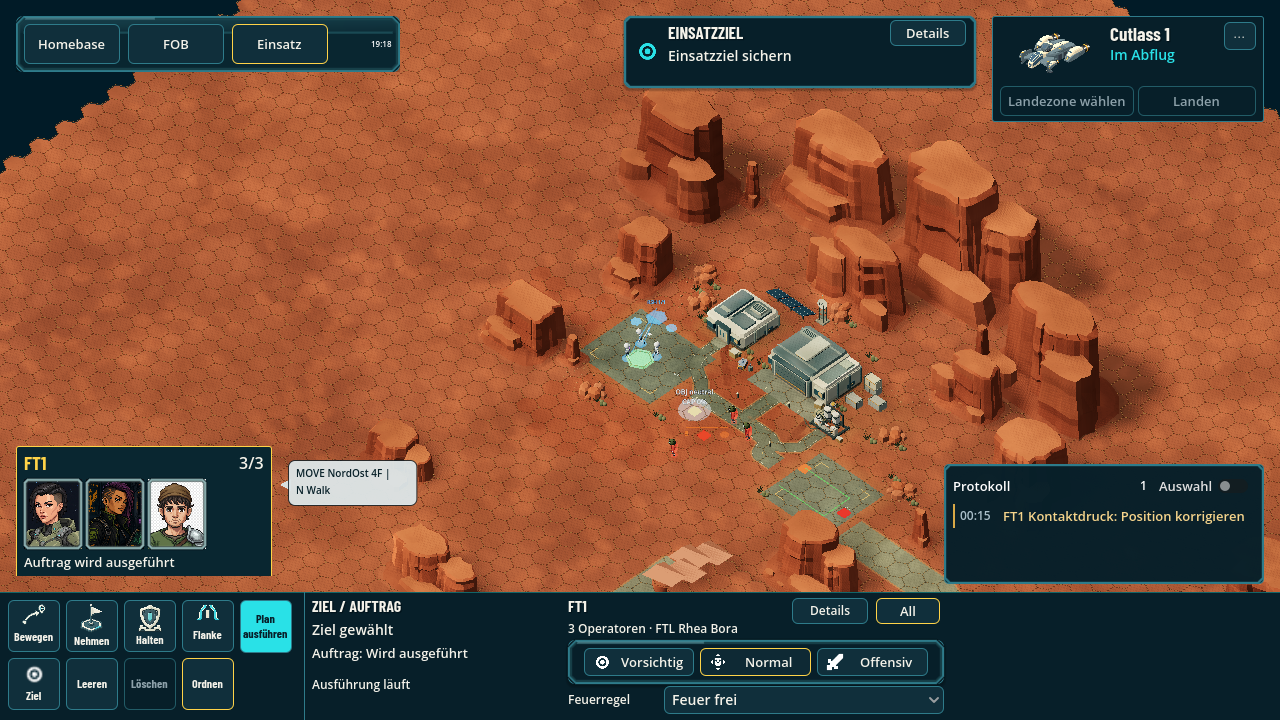 Homebase
FOB
Einsatz
19:18
EINSATZZIEL
Einsatzziel sichern
Details
Cutlass 1
Im Abflug
...
Landezone wählen
Landen
OBJ neutral
FT1
3/3
Auftrag wird ausgeführt
MOVE NordOst 4F |
N Walk
Protokoll
1
Auswahl
00:15
FT1 Kontaktdruck: Position korrigieren
Bewegen
Nehmen
Halten
Flanke
Plan
ausführen
Ziel
Leeren
Löschen
Ordnen
ZIEL / AUFTRAG
Ziel gewählt
Auftrag: Wird ausgeführt
Ausführung läuft
FT1
Details
All
3 Operatoren · FTL Rhea Bora
Vorsichtig
Normal
Offensiv
Feuerregel
Feuer frei